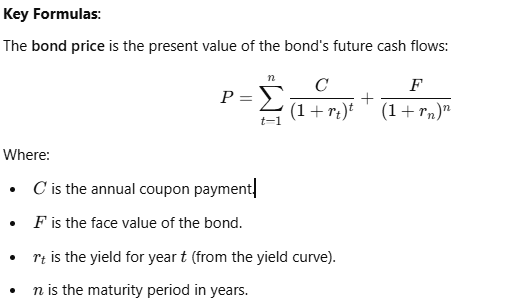 Key Formulas:
The bond price is the present value of the bond's future cash flows:
P = \sum_{t-1}^{n} \frac{C}{(1+r_t)^t} + \frac{F}{(1+r_n)^n}
Where:
• C is the annual coupon payment.
• F is the face value of the bond.
• r_t is the yield for year t (from the yield curve).
• n is the maturity period in years.